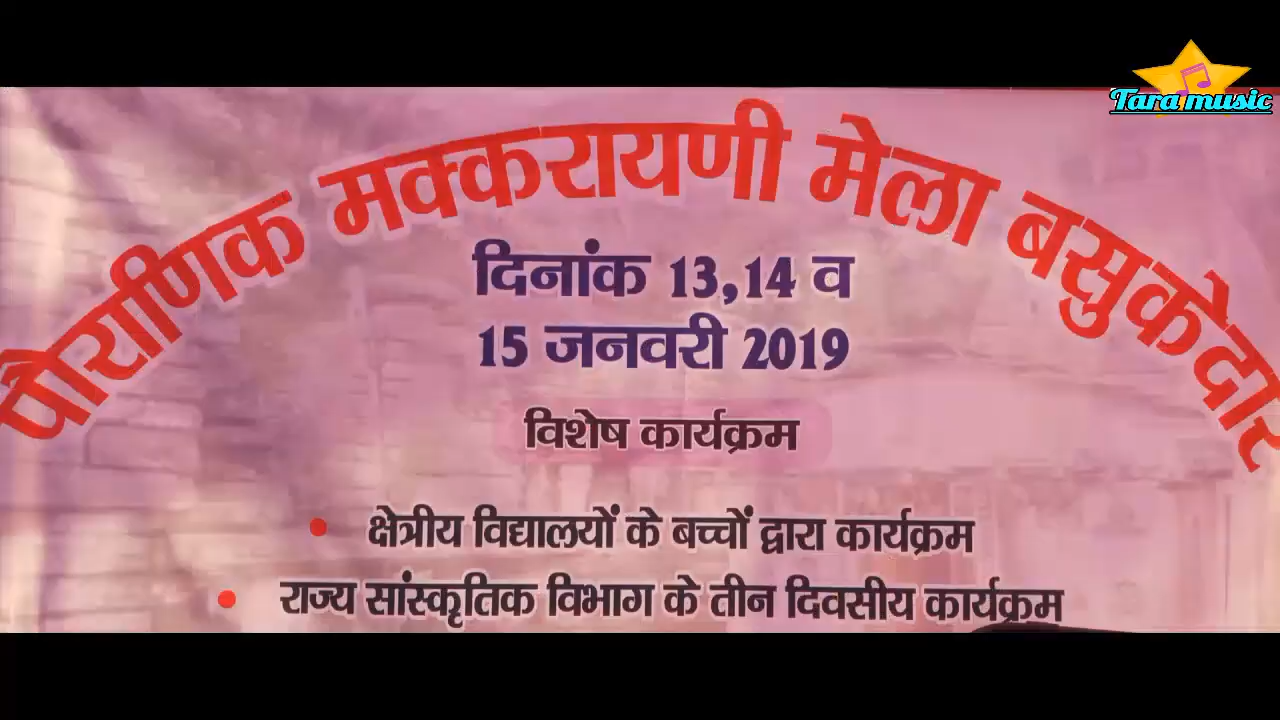 Tara music
पौराणिक मक्करायणी मेला बसुकेदार
दिनांक 13,14 व
15 जनवरी 2019
विशेष कार्यक्रम
• क्षेत्रीय विद्यालयों के बच्चों द्वारा कार्यक्रम
• राज्य सांस्कृतिक विभाग के तीन दिवसीय कार्यक्रम